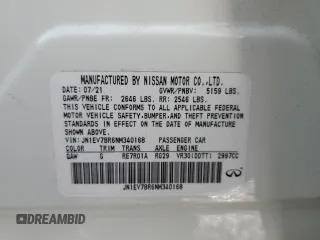 MANUFACTURED BY NISSAN MOTOR CO.,LTD.
DATE: 07/21 GVWR/PNBV: 5159 LBS.
GAWR/PNBE FR: 2646 LBS. RR: 2546 LBS.
THIS VEHICLE CONFORMS TO ALL APPLICABLE FEDERAL
MOTOR VEHICLE SAFETY,BUMPER,AND THEFT PREVENTION
STANDARDS IN EFFECT ON THE DATE OF
MANUFACTURE SHOWN ABOVE.
VIN: JN1EV7BR6NM340168 PASSENGER CAR
COLOR TRIM TRANS AXLE ENGINE
QAW G RE7R01A RG29 VR30(DDTT) 2997CC
JN1EV7BR6NM340168